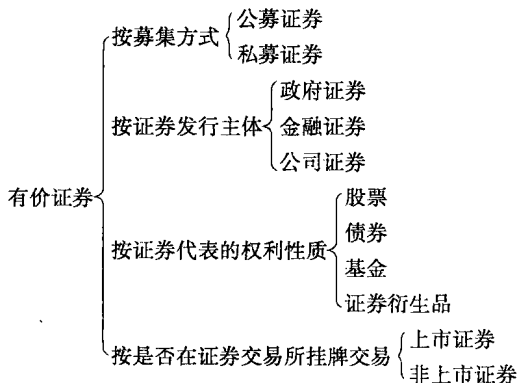 有价证券
按募集方式
公募证券
私募证券
按证券发行主体
政府证券
金融证券
公司证券
按证券代表的权利性质
股票
债券
基金
证券衍生品
按是否在证券交易所挂牌交易
上市证券
非上市证券